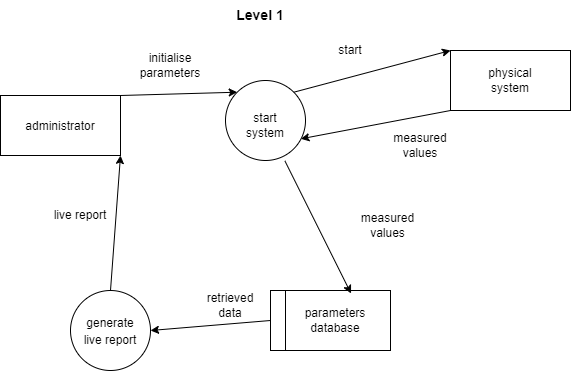 Level 1
initialise
parameters
start
physical
system
administrator
start
system
measured
values
live report
measured
values
retrieved
data
parameters
database
generate
live report